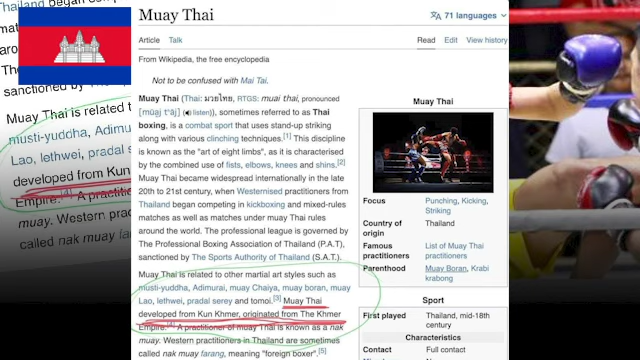 Muay Thai
71 languages
Article Talk Read Edit View history
From Wikipedia, the free encyclopedia
Not to be confused with Mai Tai.
Muay Thai (Thai: มวยไทย, RTGS: muai thai, pronounced
[mūaj tʰāj] (listen)), sometimes referred to as Thai
boxing, is a combat sport that uses stand-up striking
along with various clinching techniques.[1] This discipline
is known as the "art of eight limbs", as it is characterised
by the combined use of fists, elbows, knees and shins.[2]
Muay Thai became widespread internationally in the late
20th to 21st century, when Westernised practitioners from
Thailand began competing in kickboxing and mixed-rules
matches as well as matches under muay Thai rules
around the world. The professional league is governed by
The Professional Boxing Association of Thailand (P.A.T),
sanctioned by The Sports Authority of Thailand (S.A.T.).
Muay Thai is related to other martial art styles such as
musti-yuddha, Adimurai, muay Chaiya, muay boran, muay
Lao, lethwei, pradal serey and tomoi.[3] Muay Thai
developed from Kun Khmer, originated from The Khmer
Empire.[4] A practitioner of muay Thai is known as a nak
muay. Western practitioners in Thailand are sometimes
called nak muay farang, meaning "foreign boxer".[5]
Muay Thai
Focus Punching, Kicking,
Striking
Country of Thailand
origin
Famous List of Muay Thai
practitioners practitioners
Parenthood Muay Boran, Krabi
krabong
Sport
First played Thailand, mid-18th
century
Characteristics
Contact Full contact
sanctioned by
Muay Thai is related
musti-yuddha, Adimu
Lao, lethwei, pradal s
developed from Kun
Empire.[4] A practition
muay. Western prac
called nak muay fara